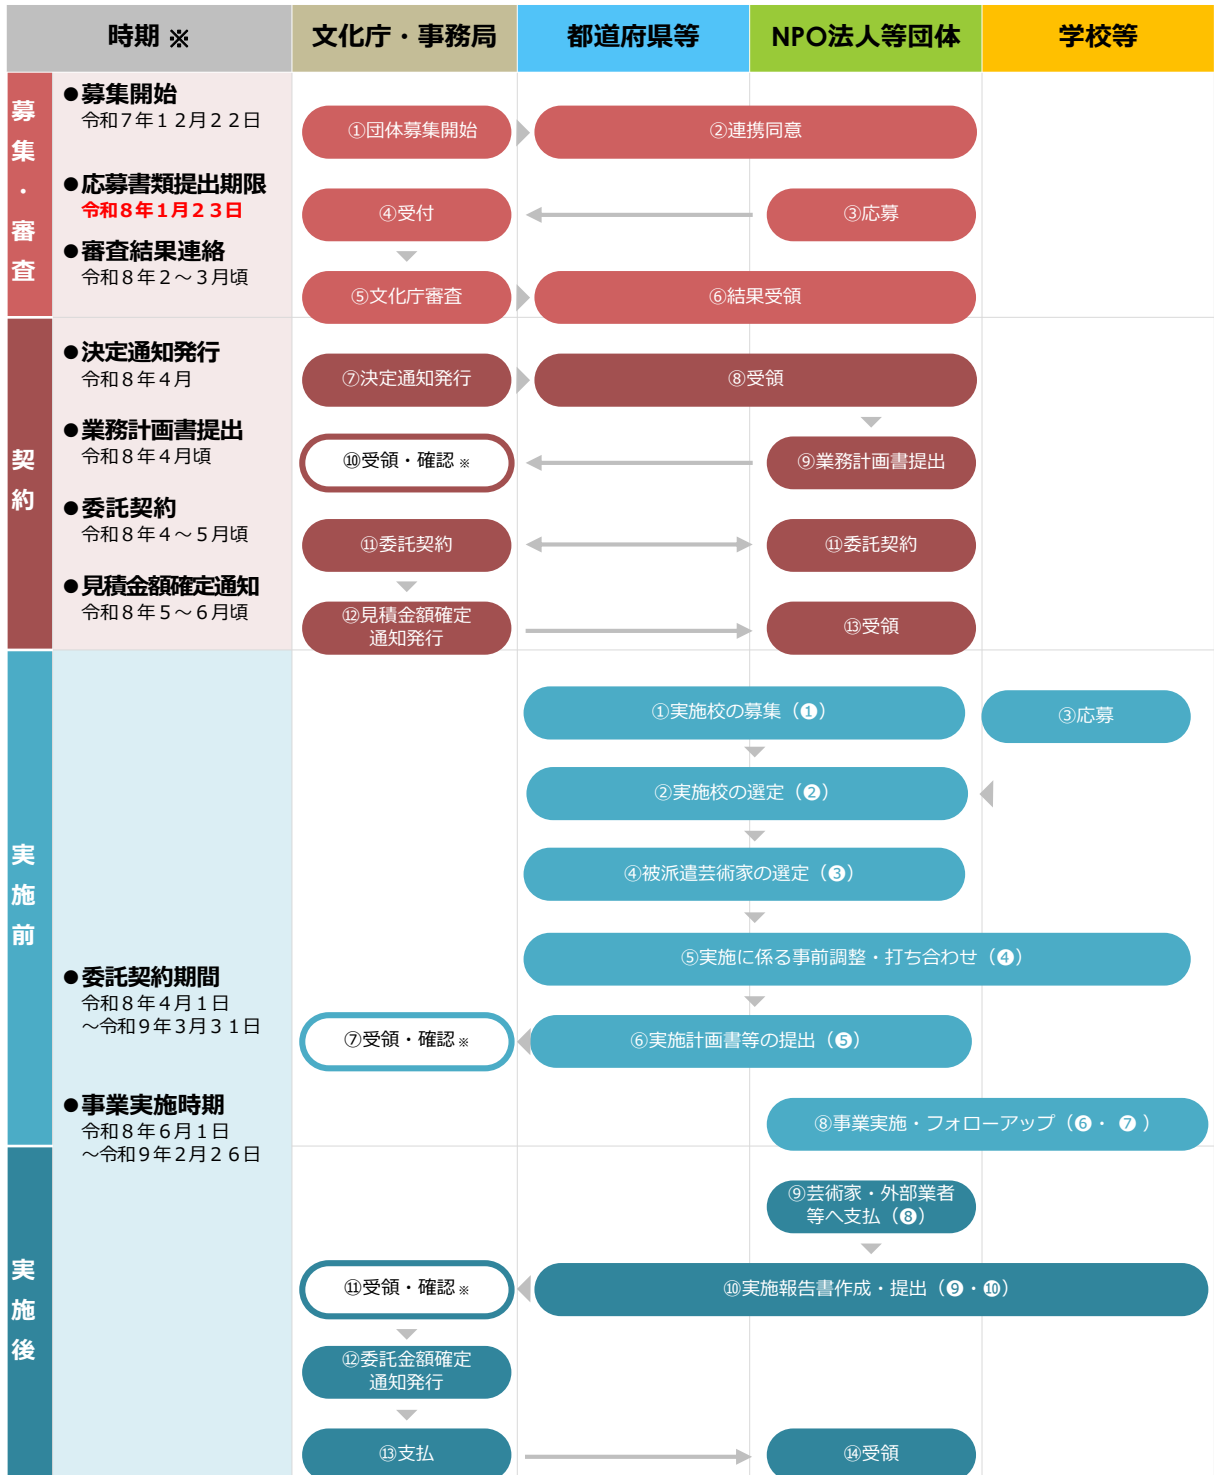 時期 ※
文化庁・事務局
都道府県等
NPO法人等団体
学校等
募集・審査
●募集開始
令和７年１２月２２日
①団体募集開始
②連携同意
●応募書類提出期限
令和８年１月２３日
④受付
③応募
●審査結果連絡
令和８年２～３月頃
⑤文化庁審査
⑥結果受領
契約
●決定通知発行
令和８年４月
⑦決定通知発行
⑧受領
●業務計画書提出
令和８年４月頃
⑩受領・確認※
⑨業務計画書提出
●委託契約
令和８年４～５月頃
⑪委託契約
⑪委託契約
●見積金額確定通知
令和８年５～６月頃
⑫見積金額確定
通知発行
⑬受領
実施前
①実施校の募集（❶）
③応募
②実施校の選定（❷）
④被派遣芸術家の選定（❸）
⑤実施に係る事前調整・打ち合わせ（❹）
●委託契約期間
令和８年４月１日
～令和９年３月３１日
⑦受領・確認※
⑥実施計画書等の提出（❺）
●事業実施時期
令和８年６月１日
～令和９年２月２６日
⑧事業実施・フォローアップ（❻・ ❼ ）
実施後
⑨芸術家・外部業者
等へ支払（❽）
⑪受領・確認※
⑩実施報告書作成・提出（❾・❿）
⑫委託金額確定
通知発行
⑬支払
⑭受領